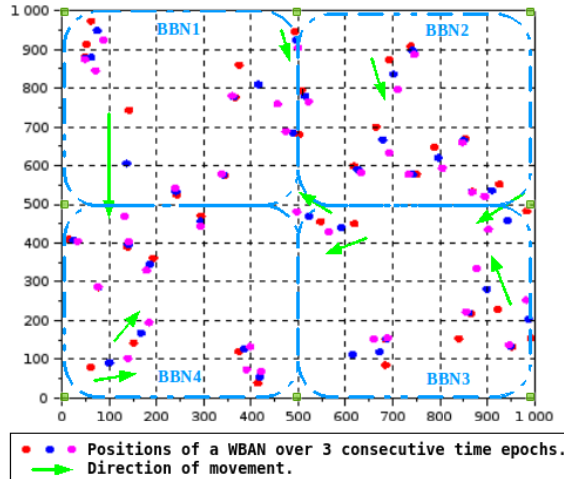 1 000
900
800
700
600
500
400
300
200
100
0
BBN1
BBN2
BBN4
BBN3
0 100 200 300 400 500 600 700 800 900 1 000
Positions of a WBAN over 3 consecutive time epochs.
Direction of movement.